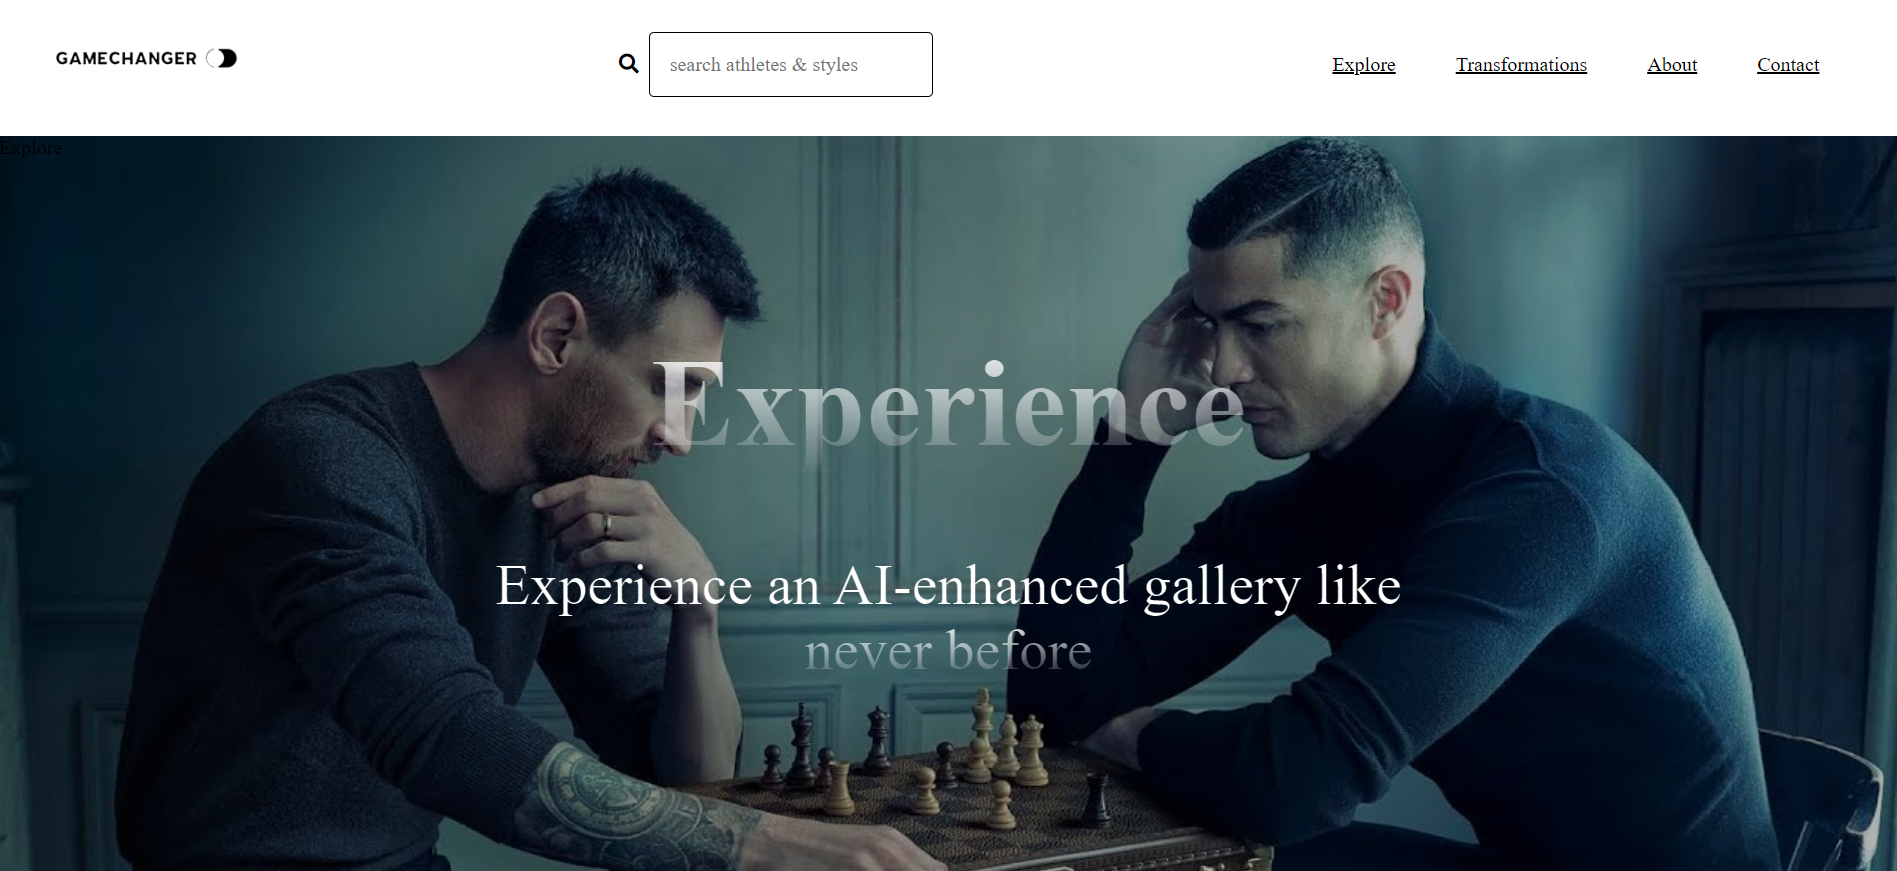 GAMECHANGER
search athletes & styles
Explore
Transformations
About
Contact
Explore
Experience
Experience an AI-enhanced gallery like
never before